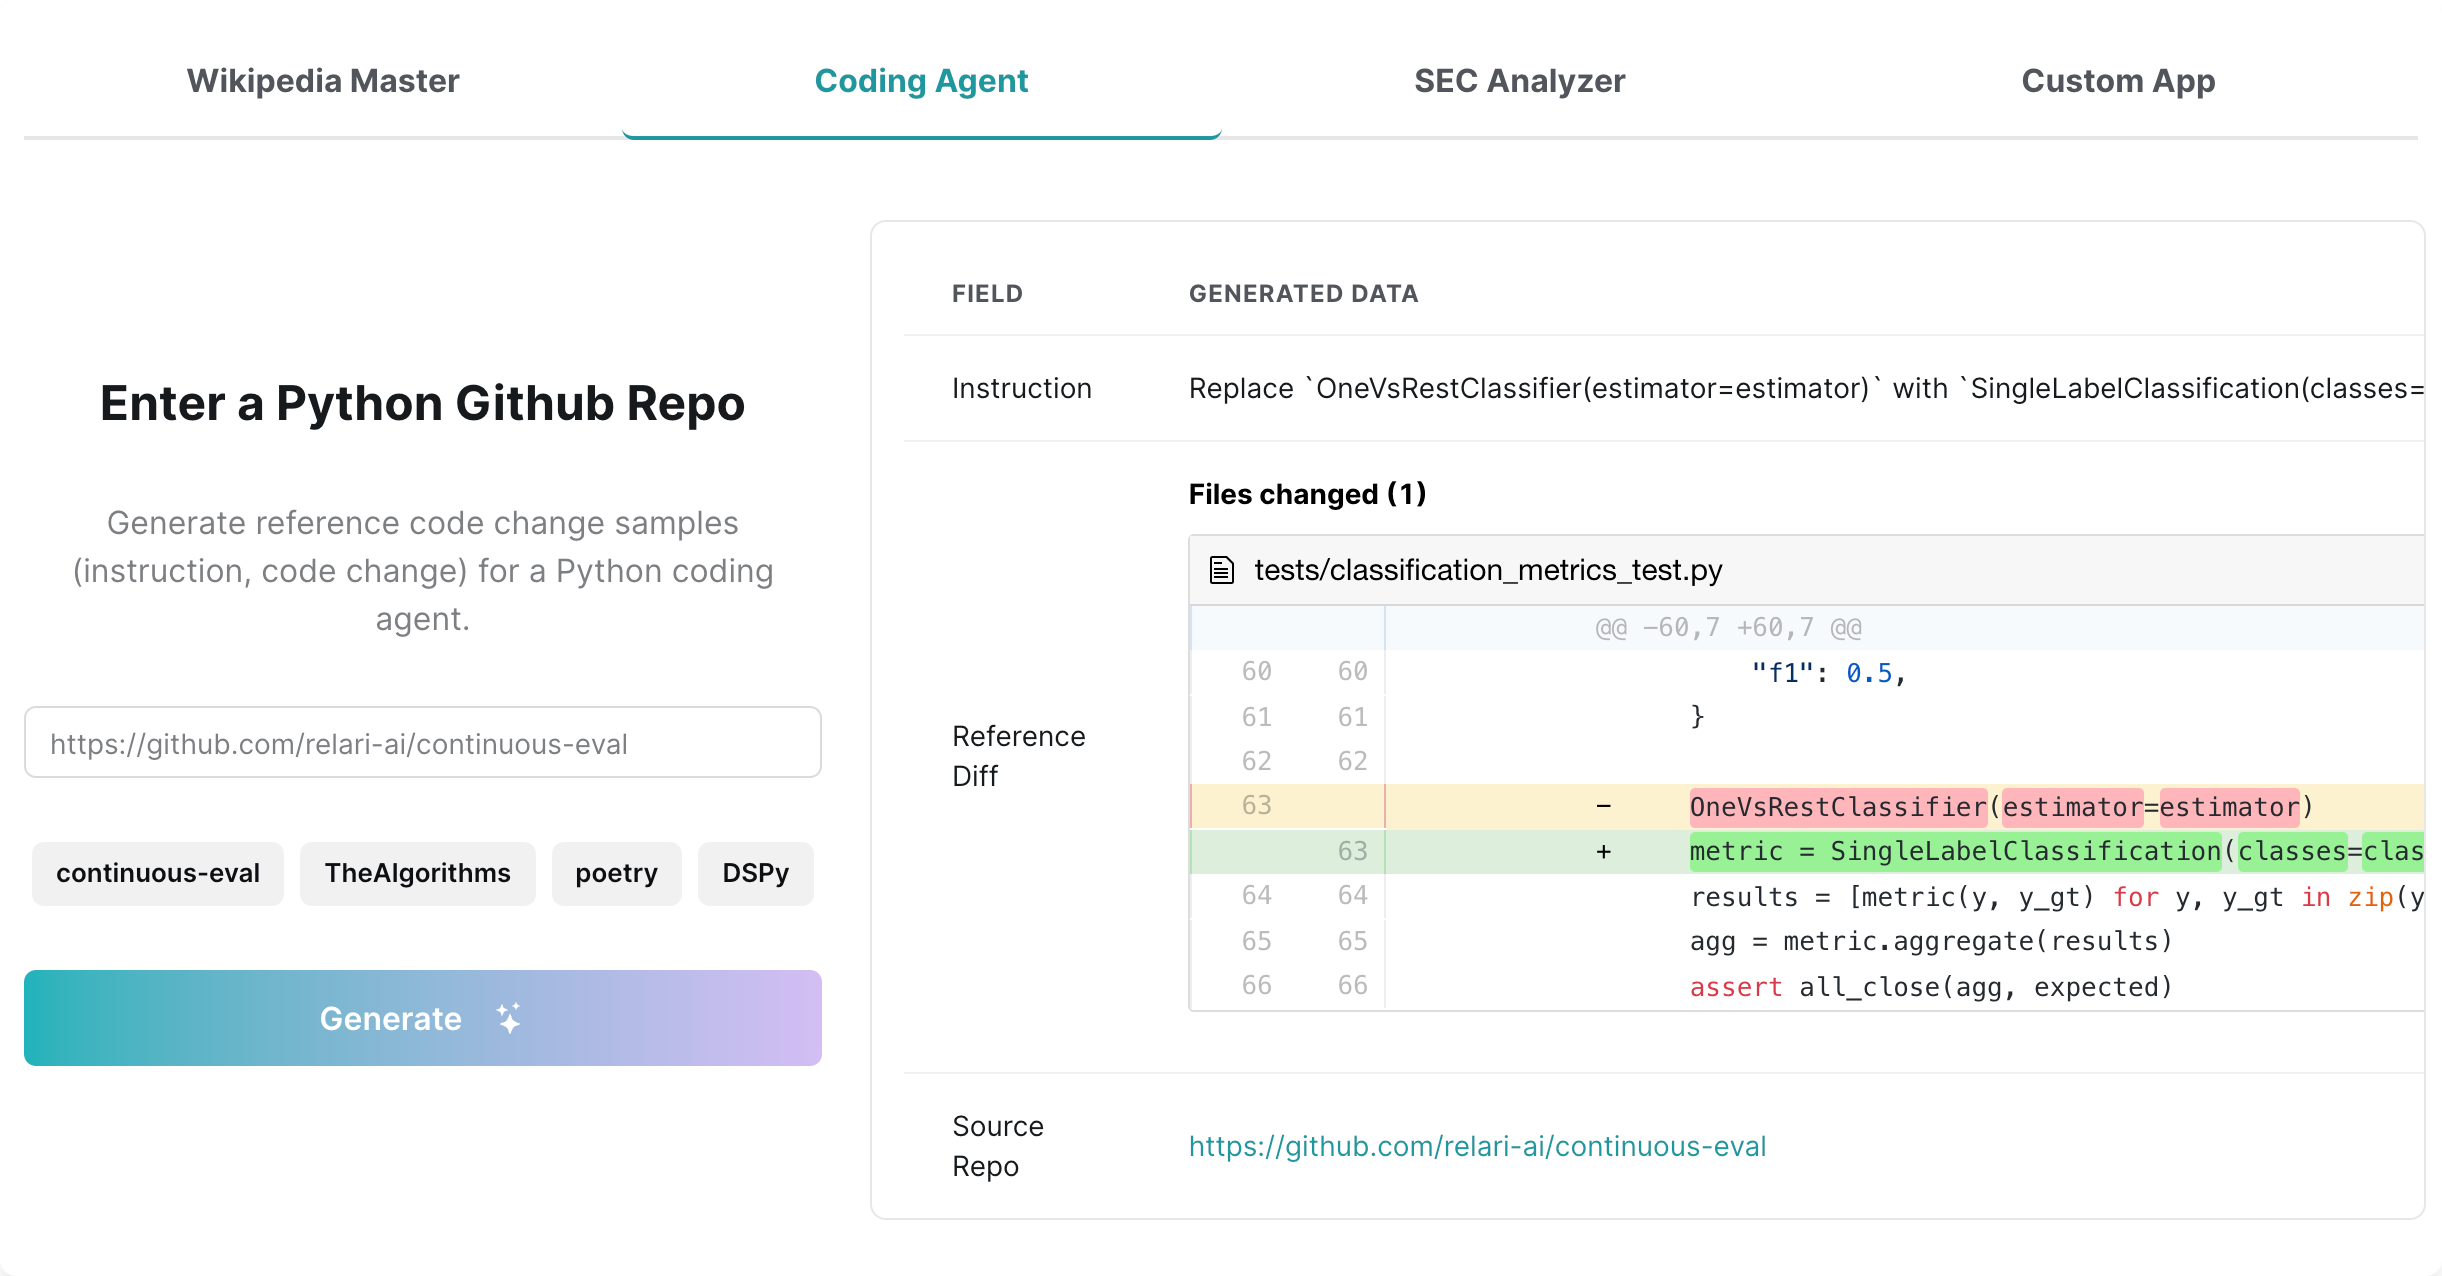 Wikipedia Master
Coding Agent
SEC Analyzer
Custom App
Enter a Python Github Repo
Generate reference code change samples
(instruction, code change) for a Python coding
agent.
https://github.com/relari-ai/continuous-eval
continuous-eval
TheAlgorithms
poetry
DSPy
Generate
FIELD GENERATED DATA
Instruction Replace `OneVsRestClassifier(estimator=estimator)` with `SingleLabelClassification(classes=
Reference
Diff
Files changed (1)
tests/classification_metrics_test.py
@@ -60,7 +60,7 @@
60 60 "f1": 0.5,
61 61 }
62 62
63 - OneVsRestClassifier(estimator=estimator)
63 + metric = SingleLabelClassification(classes=clas
64 64 results = [metric(y, y_gt) for y, y_gt in zip(y
65 65 agg = metric.aggregate(results)
66 66 assert all_close(agg, expected)
Source
Repo
https://github.com/relari-ai/continuous-eval